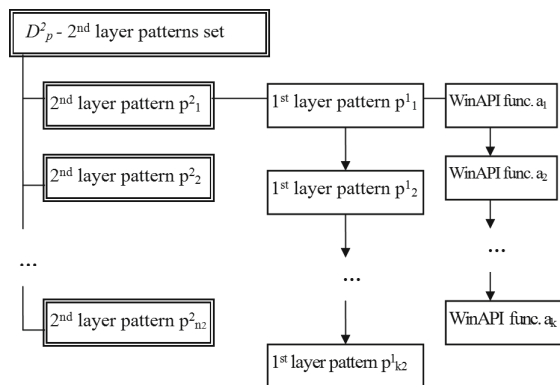 D²ₚ - 2ⁿᵈ layer patterns set
2ⁿᵈ layer pattern p²₁
1ˢᵗ layer pattern p¹₁
WinAPI func. a₁
2ⁿᵈ layer pattern p²₂
1ˢᵗ layer pattern p¹₂
WinAPI func. a₂
...
...
...
2ⁿᵈ layer pattern p²ₙ₂
1ˢᵗ layer pattern p¹ₖ₂
WinAPI func. aₖ